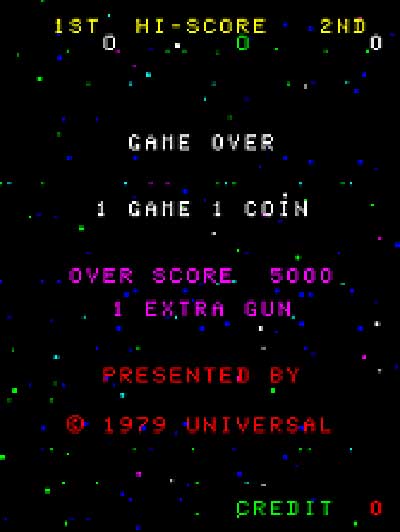 1ST HI-SCORE 2ND
0 0 0
GAME OVER
1 GAME 1 COIN
OVER SCORE 5000
1 EXTRA GUN
PRESENTED BY
© 1979 UNIVERSAL
CREDIT 0